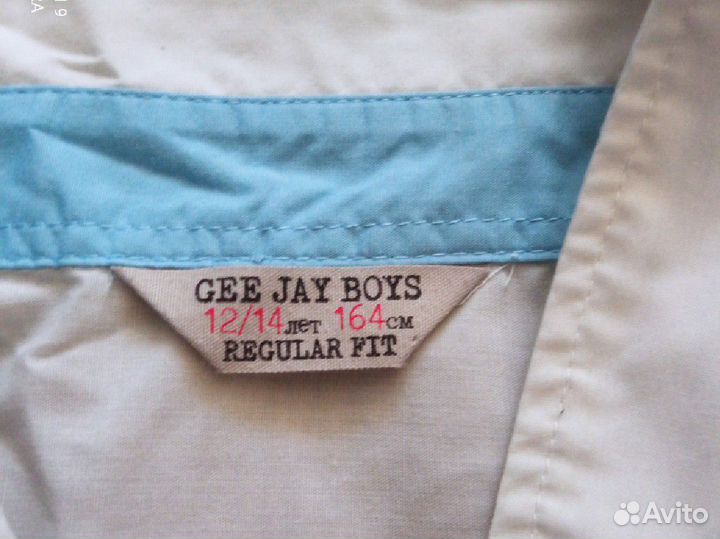 GEE JAY BOYS
12/14лет 164см
REGULAR FIT
Avito